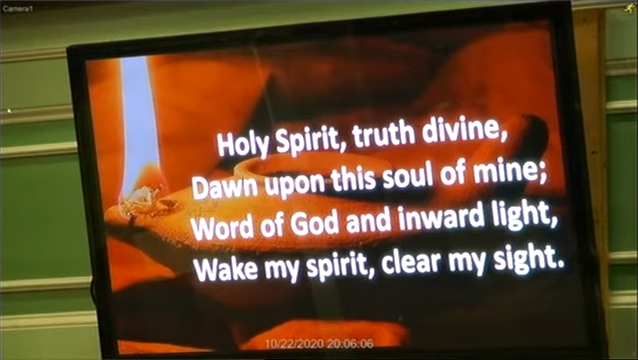 Camera1
Holy Spirit, truth divine,
Dawn upon this soul of mine;
Word of God and inward light,
Wake my spirit, clear my sight.
10/22/2020 20:06:06